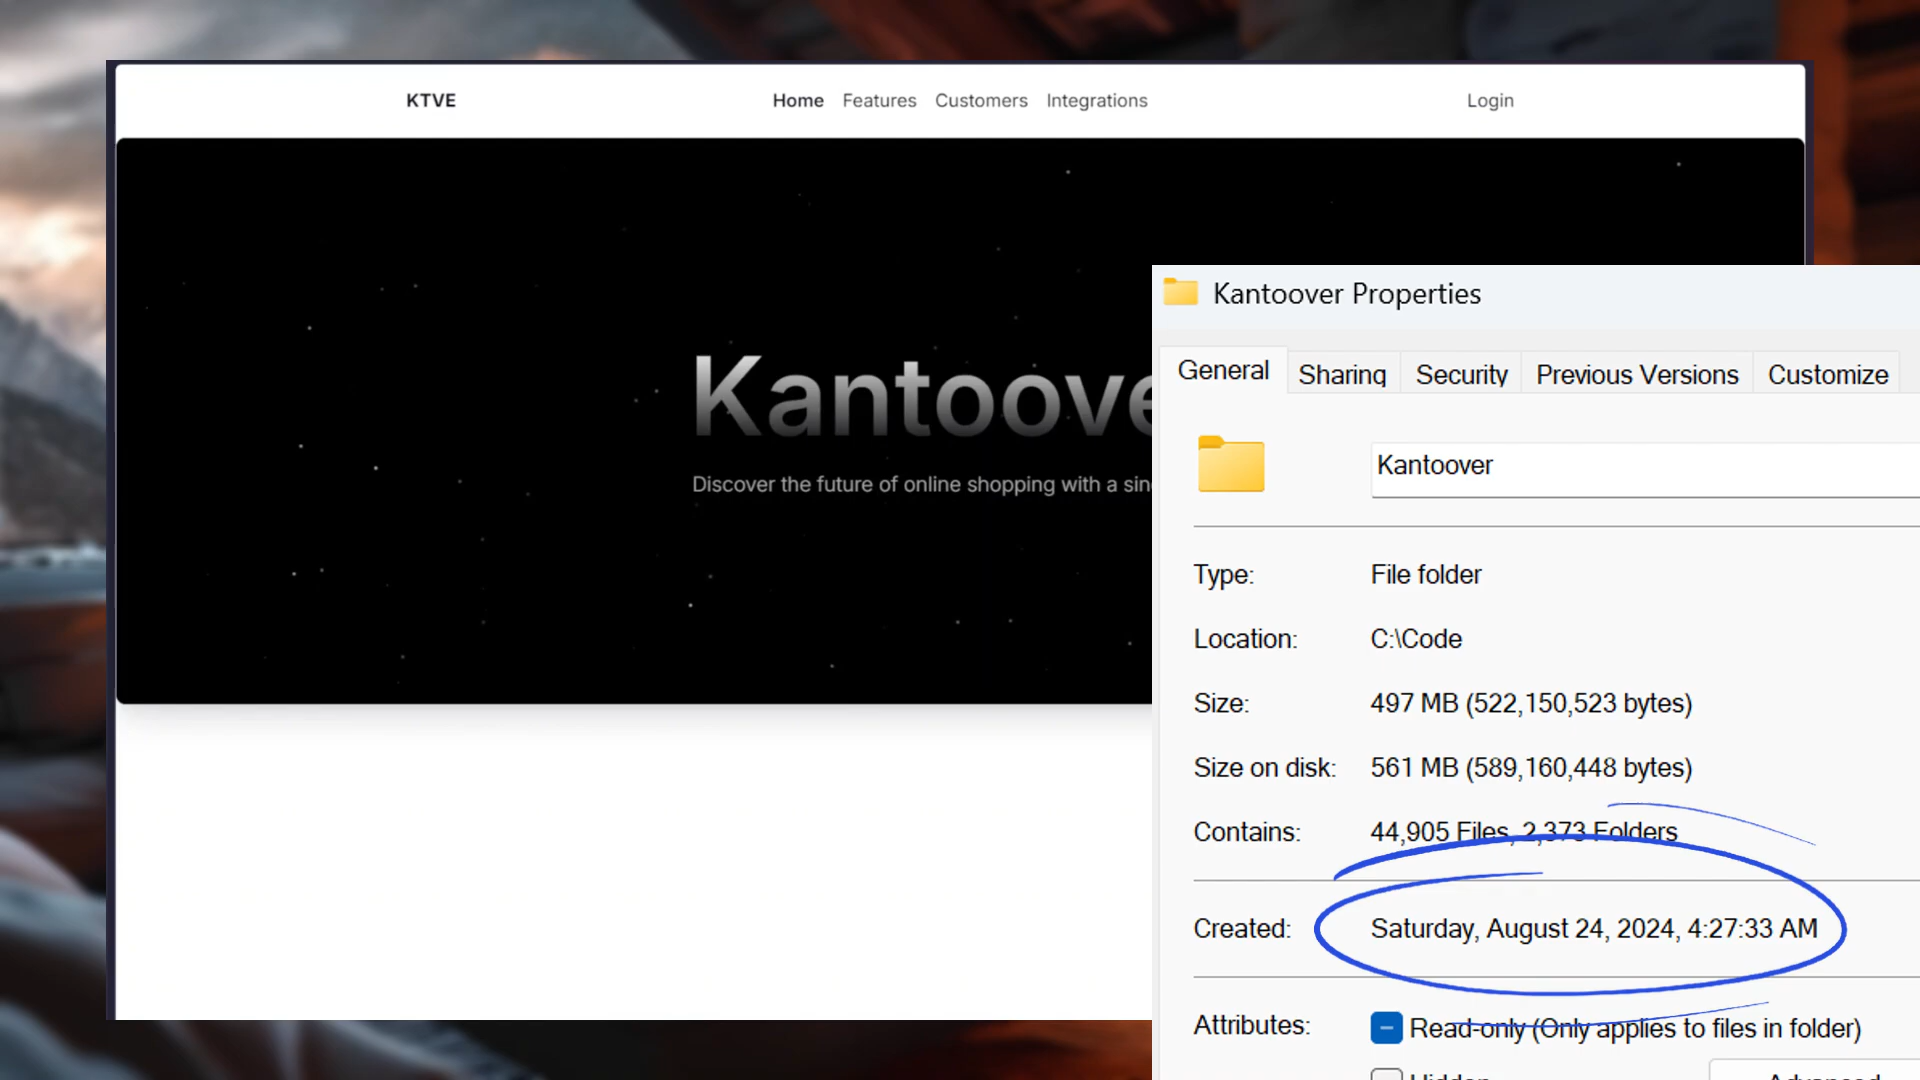 KTVE
Home Features Customers Integrations
Login
Kantoove
Discover the future of online shopping with a sin
Kantoover Properties
General Sharing Security Previous Versions Customize
Kantoover
Type: File folder
Location: C:\Code
Size: 497 MB (522,150,523 bytes)
Size on disk: 561 MB (589,160,448 bytes)
Contains: 44,905 Files, 2,373 Folders
Created: Saturday, August 24, 2024, 4:27:33 AM
Attributes: Read-only (Only applies to files in folder)